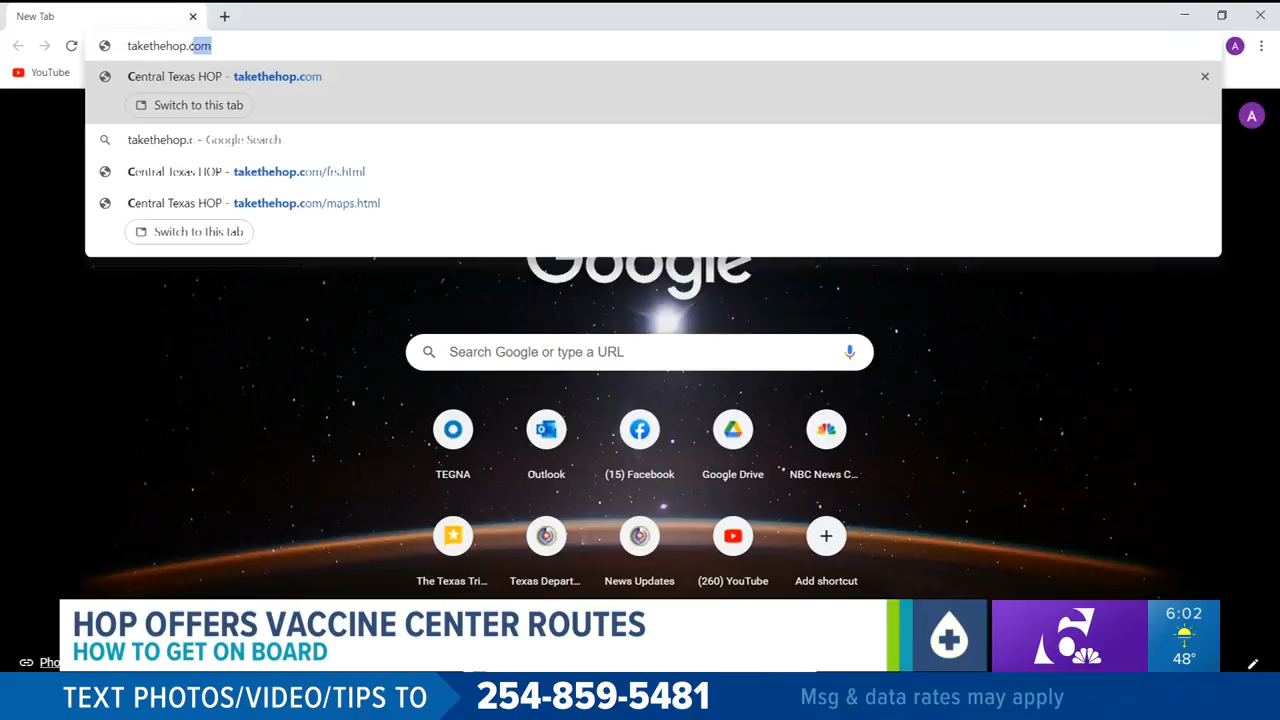 New Tab
takethehop.com
YouTube
Central Texas HOP - takethehop.com
Switch to this tab
takethehop.c - Google Search
Central Texas HOP - takethehop.com/frs.html
Central Texas HOP - takethehop.com/maps.html
Switch to this tab
A
A
Google
Search Google or type a URL
TEGNA
Outlook
(15) Facebook
Google Drive
NBC News C...
The Texas Tri...
Texas Depart...
News Updates
(260) YouTube
Add shortcut
HOP OFFERS VACCINE CENTER ROUTES
HOW TO GET ON BOARD
Pho
6
6:02
48°
TEXT PHOTOS/VIDEO/TIPS TO
254-859-5481
Msg & data rates may apply